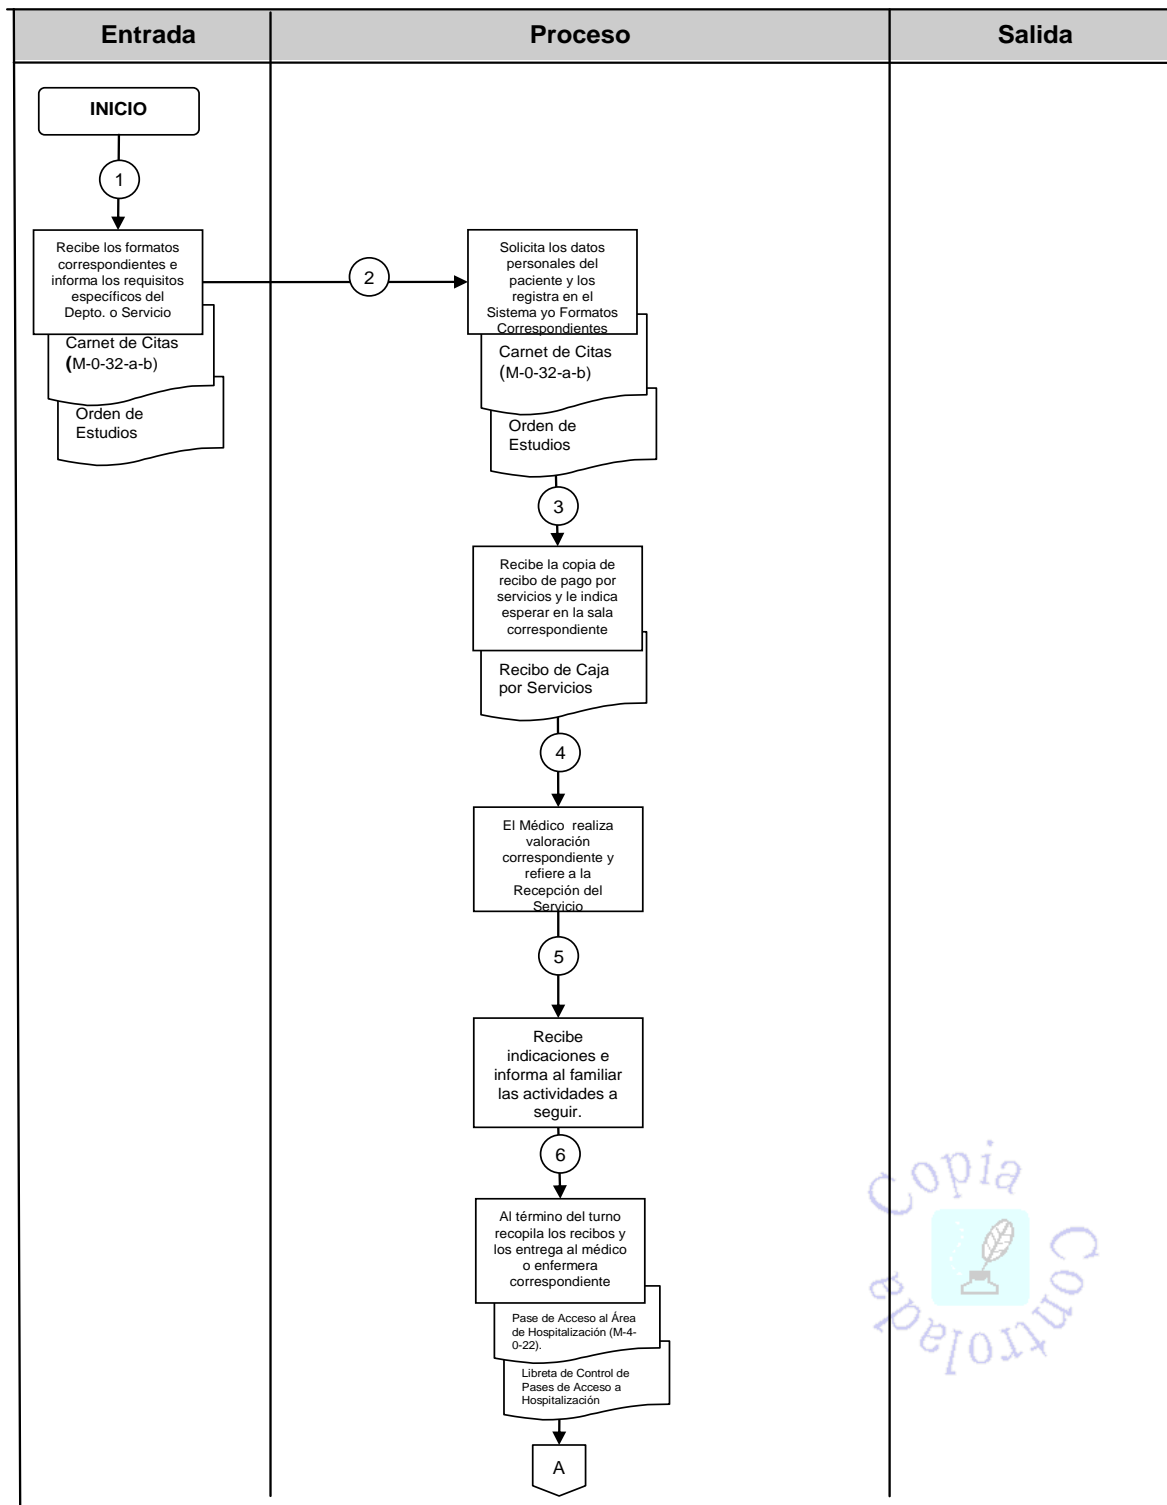 Entrada
Proceso
Salida
INICIO
1
Recibe los formatos
correspondientes e
informa los requisitos
específicos del
Depto. o Servicio
Carnet de Citas
(M-0-32-a-b)
Orden de
Estudios
2
Solicita los datos
personales del
paciente y los
registra en el
Sistema yo Formatos
Correspondientes
Carnet de Citas
(M-0-32-a-b)
Orden de
Estudios
3
Recibe la copia de
recibo de pago por
servicios y le indica
esperar en la sala
correspondiente
Recibo de Caja
por Servicios
4
El Médico realiza
valoración
correspondiente y
refiere a la
Recepción del
Servicio
5
Recibe
indicaciones e
informa al familiar
las actividades a
seguir.
6
Al término del turno
recopila los recibos y
los entrega al médico
o enfermera
correspondiente
Pase de Acceso al Área
de Hospitalización (M-4-
0-22).
Libreta de Control de
Pases de Acceso a
Hospitalización
A
Copia Controlada